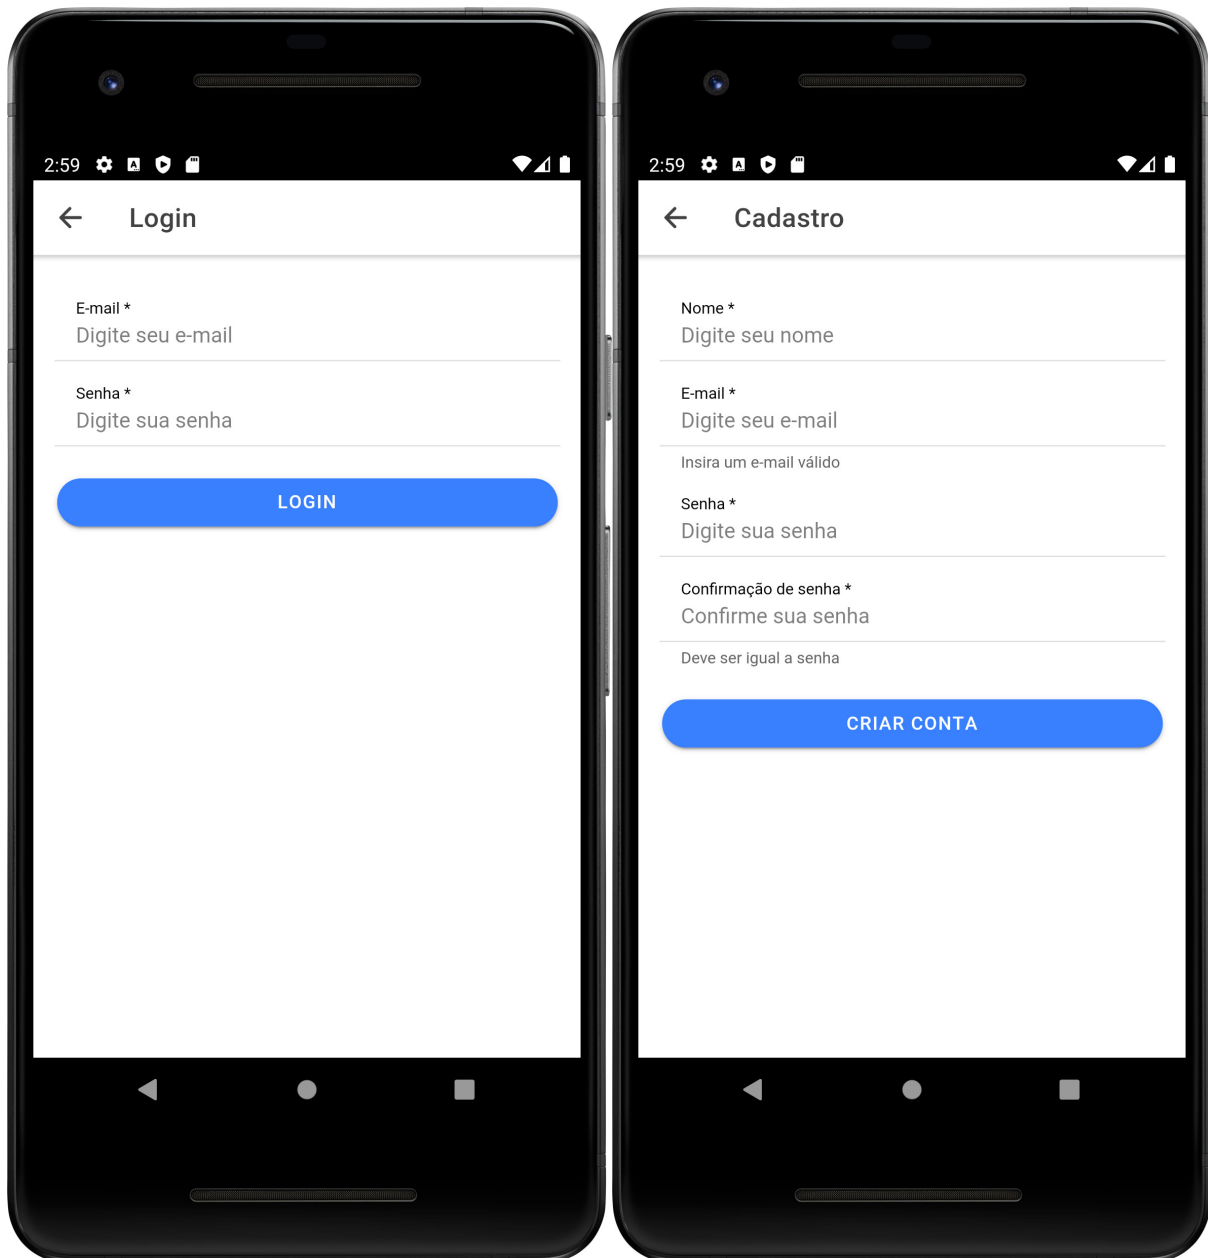 2:59
Login
E-mail *
Digite seu e-mail
Senha *
Digite sua senha
LOGIN
2:59
Cadastro
Nome *
Digite seu nome
E-mail *
Digite seu e-mail
Insira um e-mail válido
Senha *
Digite sua senha
Confirmação de senha *
Confirme sua senha
Deve ser igual a senha
CRIAR CONTA